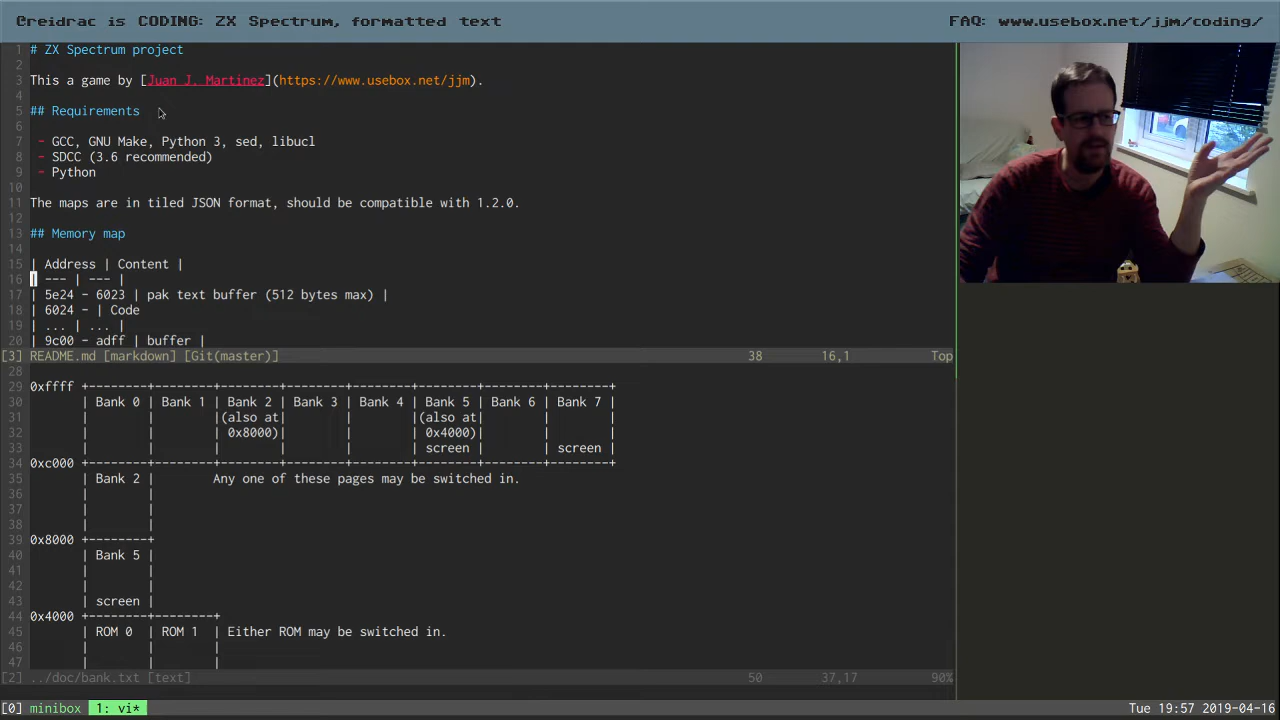 @reidrac is CODING: ZX Spectrum, formatted text
FAQ: www.usebox.net/jjm/coding/
1 # ZX Spectrum project
2
3 This a game by [Juan J. Martinez](https://www.usebox.net/jjm).
4
5 ## Requirements
6
7 - GCC, GNU Make, Python 3, sed, libucl
8 - SDCC (3.6 recommended)
9 - Python
10
11 The maps are in tiled JSON format, should be compatible with 1.2.0.
12
13 ## Memory map
14
15 | Address | Content |
16 | --- | --- |
17 | 5e24 - 6023 | pak text buffer (512 bytes max) |
18 | 6024 - | Code
19 | ... | ... |
20 | 9c00 - adff | buffer |
[3] README.md [markdown] [Git(master)] 38 16,1 Top
28
29 0xffff +--------+--------+--------+--------+--------+--------+--------+--------+
30 | Bank 0 | Bank 1 | Bank 2 | Bank 3 | Bank 4 | Bank 5 | Bank 6 | Bank 7 |
31 | | |(also at| | |(also at| | |
32 | | | 0x8000)| | | 0x4000)| | |
33 | | | | | | screen | | screen |
34 0xc000 +--------+--------+--------+--------+--------+--------+--------+--------+
35 | Bank 2 | Any one of these pages may be switched in.
36 | |
37 | |
38 | |
39 0x8000 +--------+
40 | Bank 5 |
41 | |
42 | |
43 | screen |
44 0x4000 +--------+--------+
45 | ROM 0 | ROM 1 | Either ROM may be switched in.
46 | | |
47 | | |
[2] ../doc/bank.txt [text] 50 37,17 90%
[0] minibox 1: vi* Tue 19:57 2019-04-16